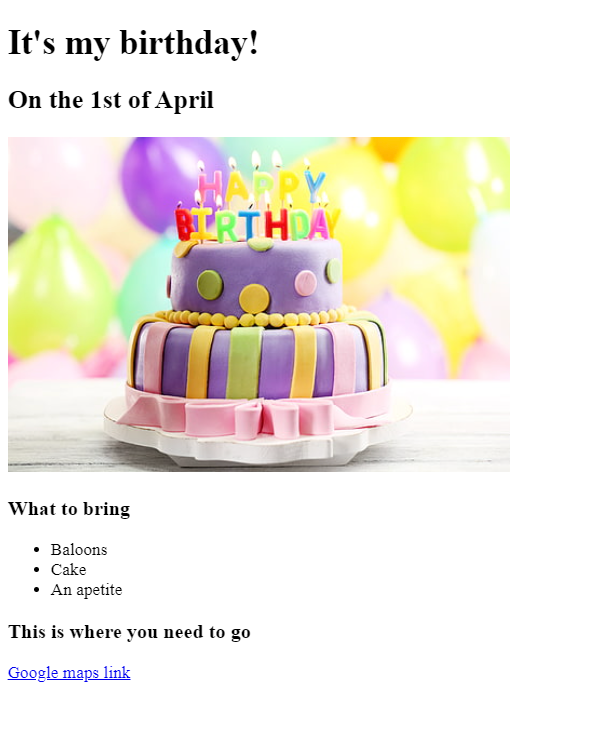 It's my birthday!
On the 1st of April
HAPPY
BIRTHDAY
What to bring
Baloons
Cake
An apetite
This is where you need to go
Google maps link